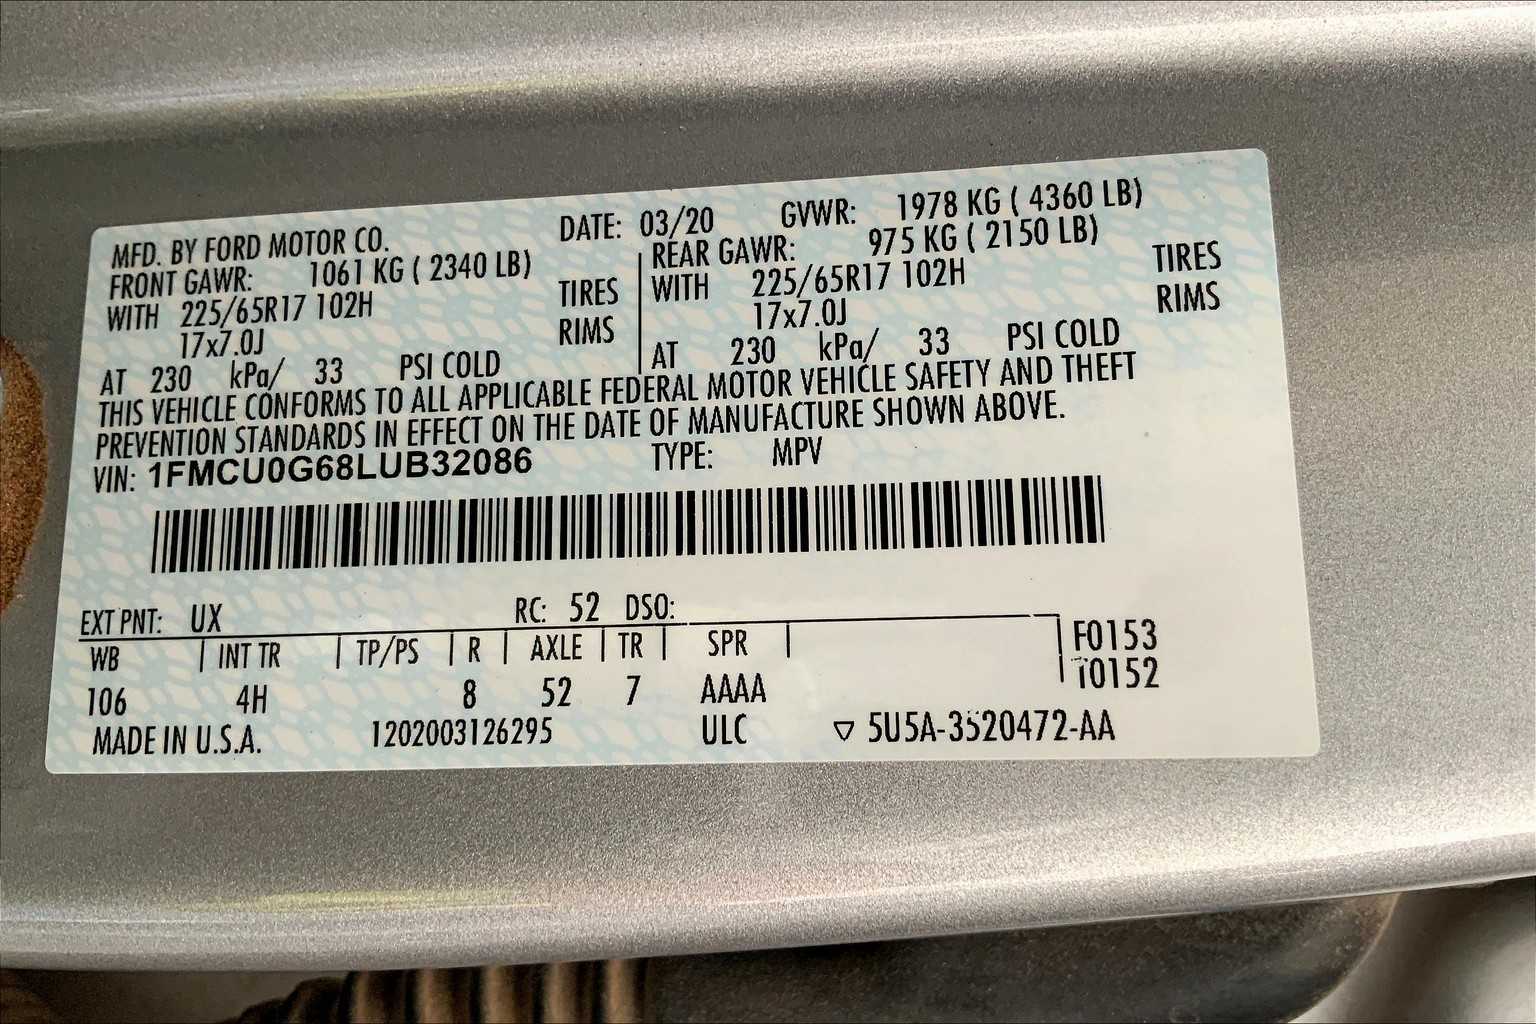 MFD. BY FORD MOTOR CO. DATE: 03/20 GVWR: 1978 KG ( 4360 LB)
FRONT GAWR: 1061 KG ( 2340 LB) REAR GAWR: 975 KG ( 2150 LB)
WITH 225/65R17 102H TIRES WITH 225/65R17 102H TIRES
17x7.0J RIMS 17x7.0J RIMS
AT 230 kPa/ 33 PSI COLD AT 230 kPa/ 33 PSI COLD
THIS VEHICLE CONFORMS TO ALL APPLICABLE FEDERAL MOTOR VEHICLE SAFETY AND THEFT
PREVENTION STANDARDS IN EFFECT ON THE DATE OF MANUFACTURE SHOWN ABOVE.
VIN: 1FMCU0G68LUB32086 TYPE: MPV
EXT PNT: UX RC: 52 DSO:
WB INT TR TP/PS R AXLE TR SPR F0153
106 4H 8 52 7 AAAA T0152
MADE IN U.S.A. 1202003126295 ULC ▽ 5U5A-3520472-AA